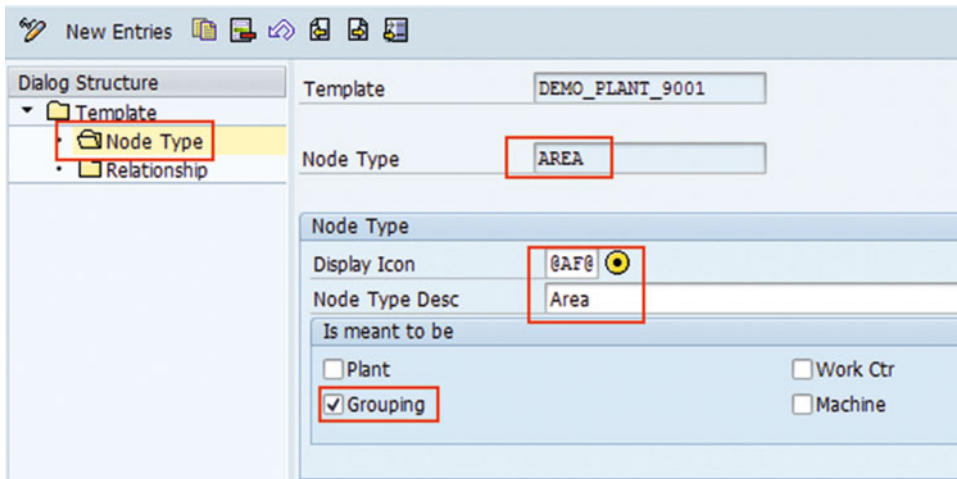 New Entries
Dialog Structure
Template
Node Type
Relationship
Template DEMO_PLANT_9001
Node Type AREA
Node Type
Display Icon @AF@
Node Type Desc Area
Is meant to be
Plant Work Ctr
Grouping Machine